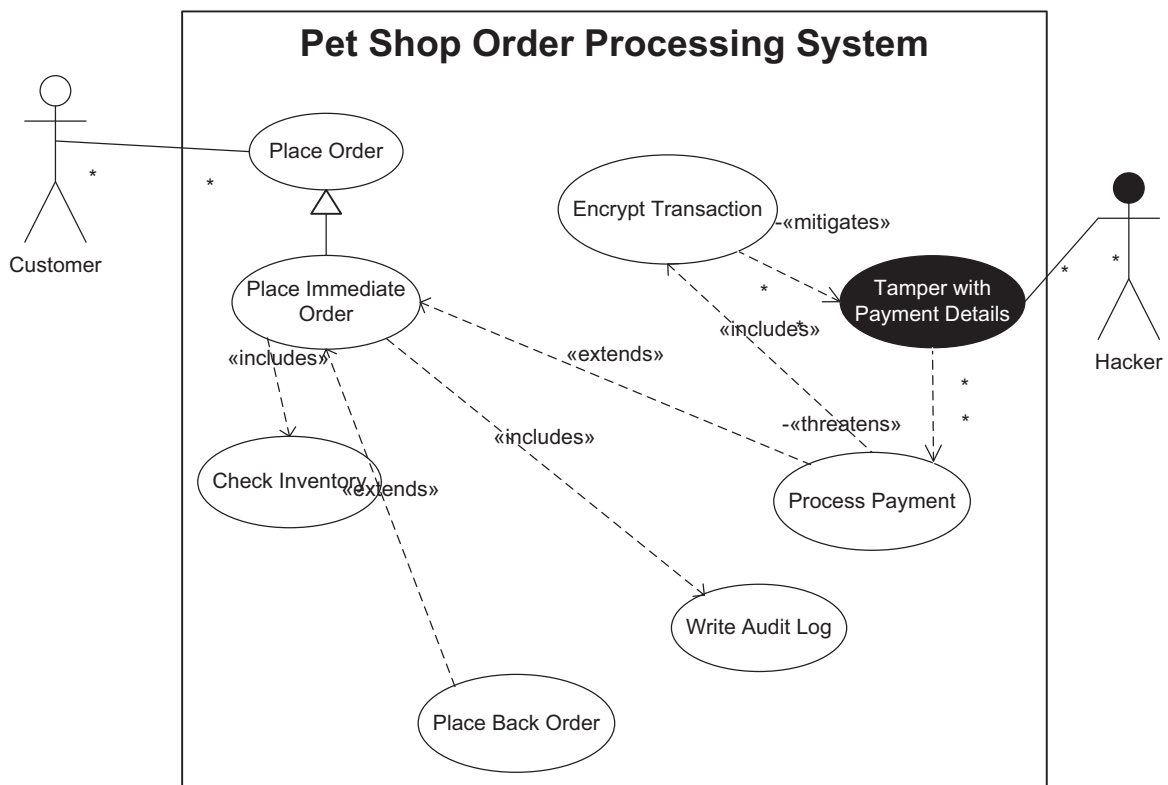 Pet Shop Order Processing System
Place Order
*
*
Customer
Encrypt Transaction
-«mitigates»
*
*
Tamper with
Payment Details
*
*
Hacker
Place Immediate
Order
«includes»
«extends»
«includes»
*
*
«includes»
-«threatens»
Check Inventory
«extends»
Process Payment
Write Audit Log
Place Back Order